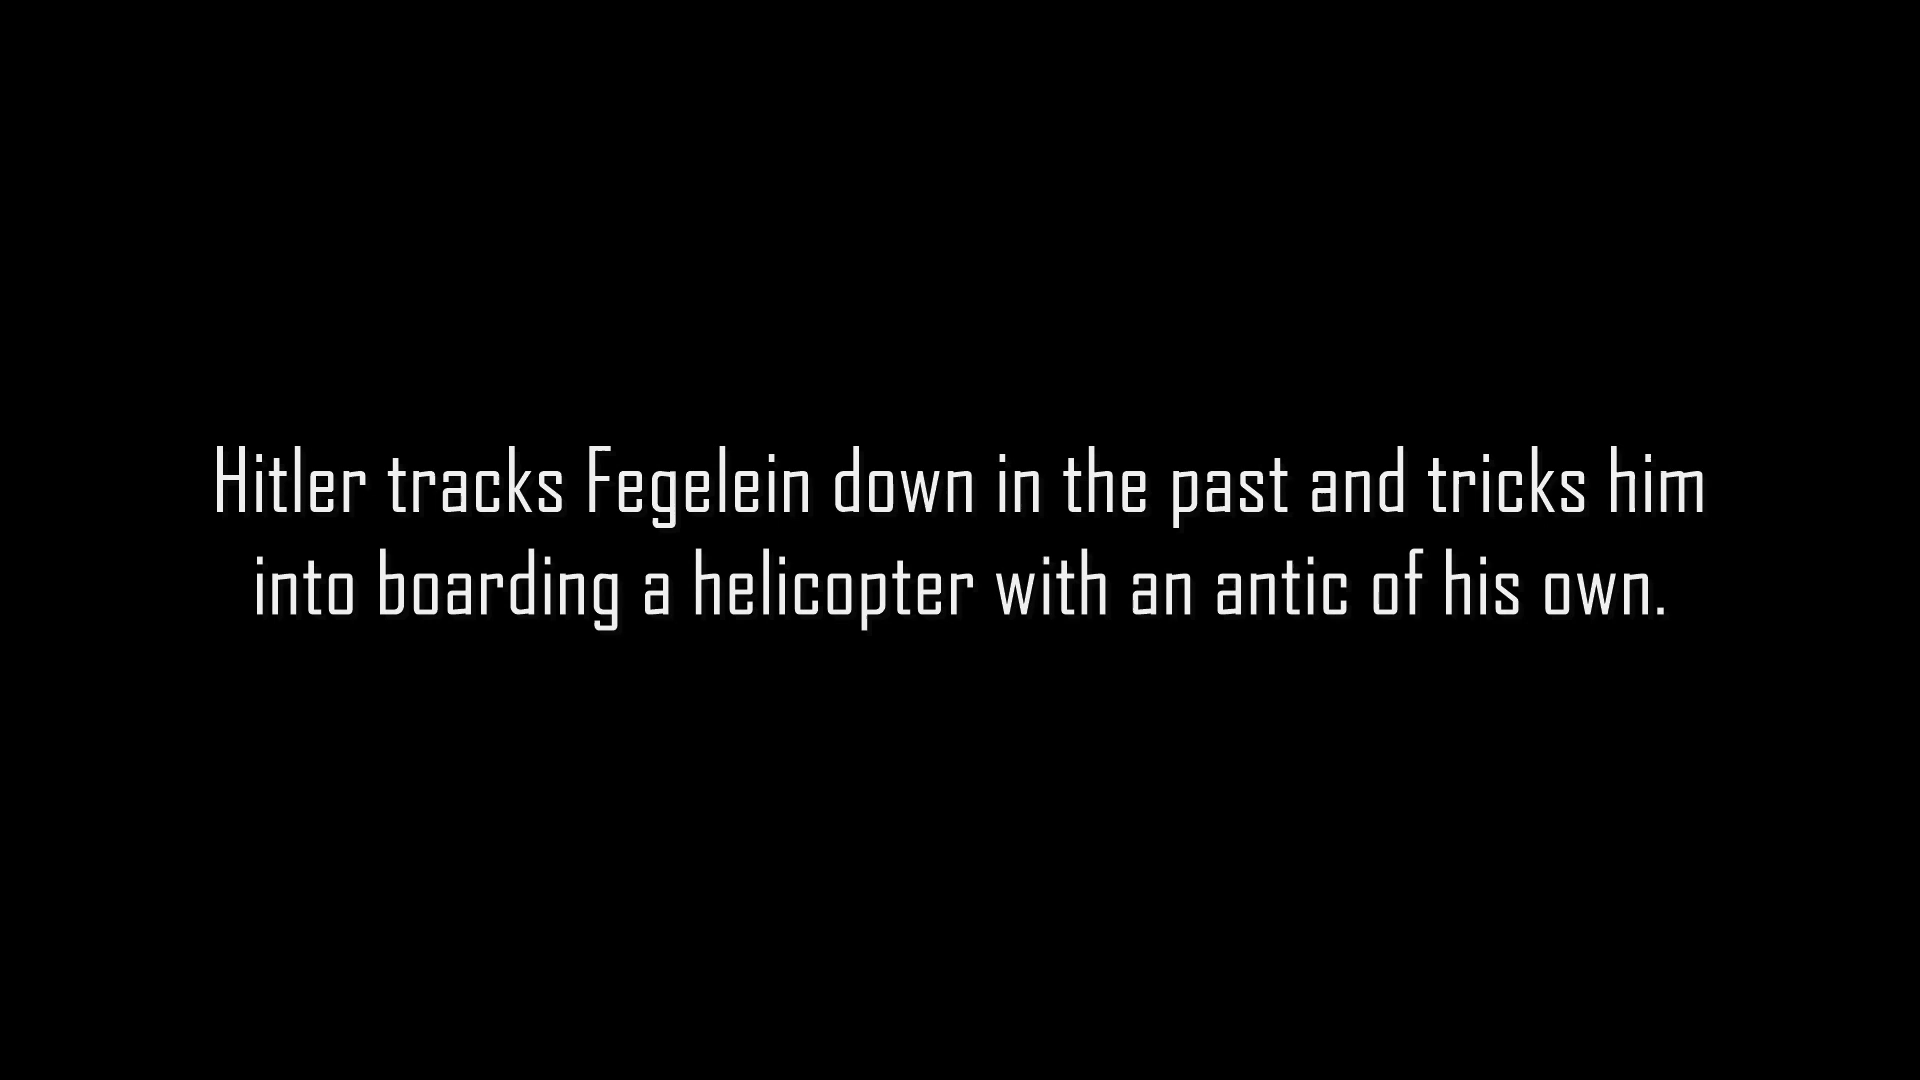 Hitler tracks Fegelein down in the past and tricks him
into boarding a helicopter with an antic of his own.